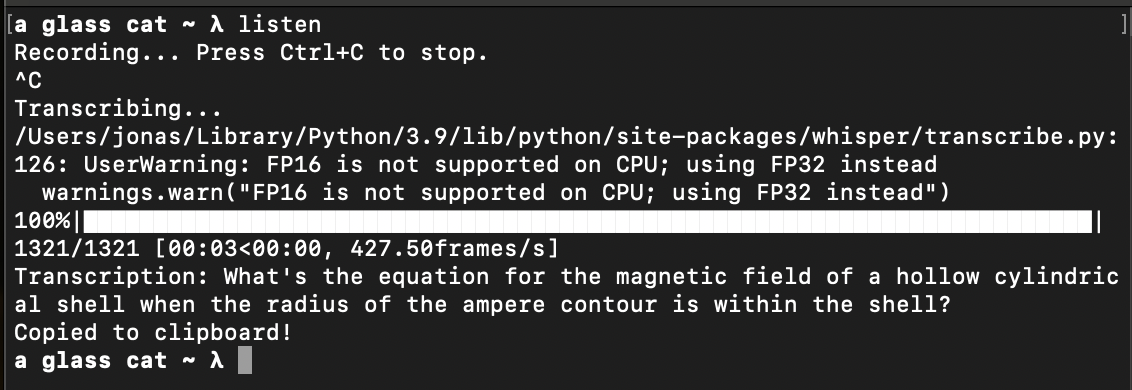 [a glass cat ~ λ listen ]
Recording... Press Ctrl+C to stop.
^C
Transcribing...
/Users/jonas/Library/Python/3.9/lib/python/site-packages/whisper/transcribe.py:
126: UserWarning: FP16 is not supported on CPU; using FP32 instead
  warnings.warn("FP16 is not supported on CPU; using FP32 instead")
100%|██████████████████████████████████████████████████████████████████████████|
1321/1321 [00:03<00:00, 427.50frames/s]
Transcription: What's the equation for the magnetic field of a hollow cylindric
al shell when the radius of the ampere contour is within the shell?
Copied to clipboard!
a glass cat ~ λ